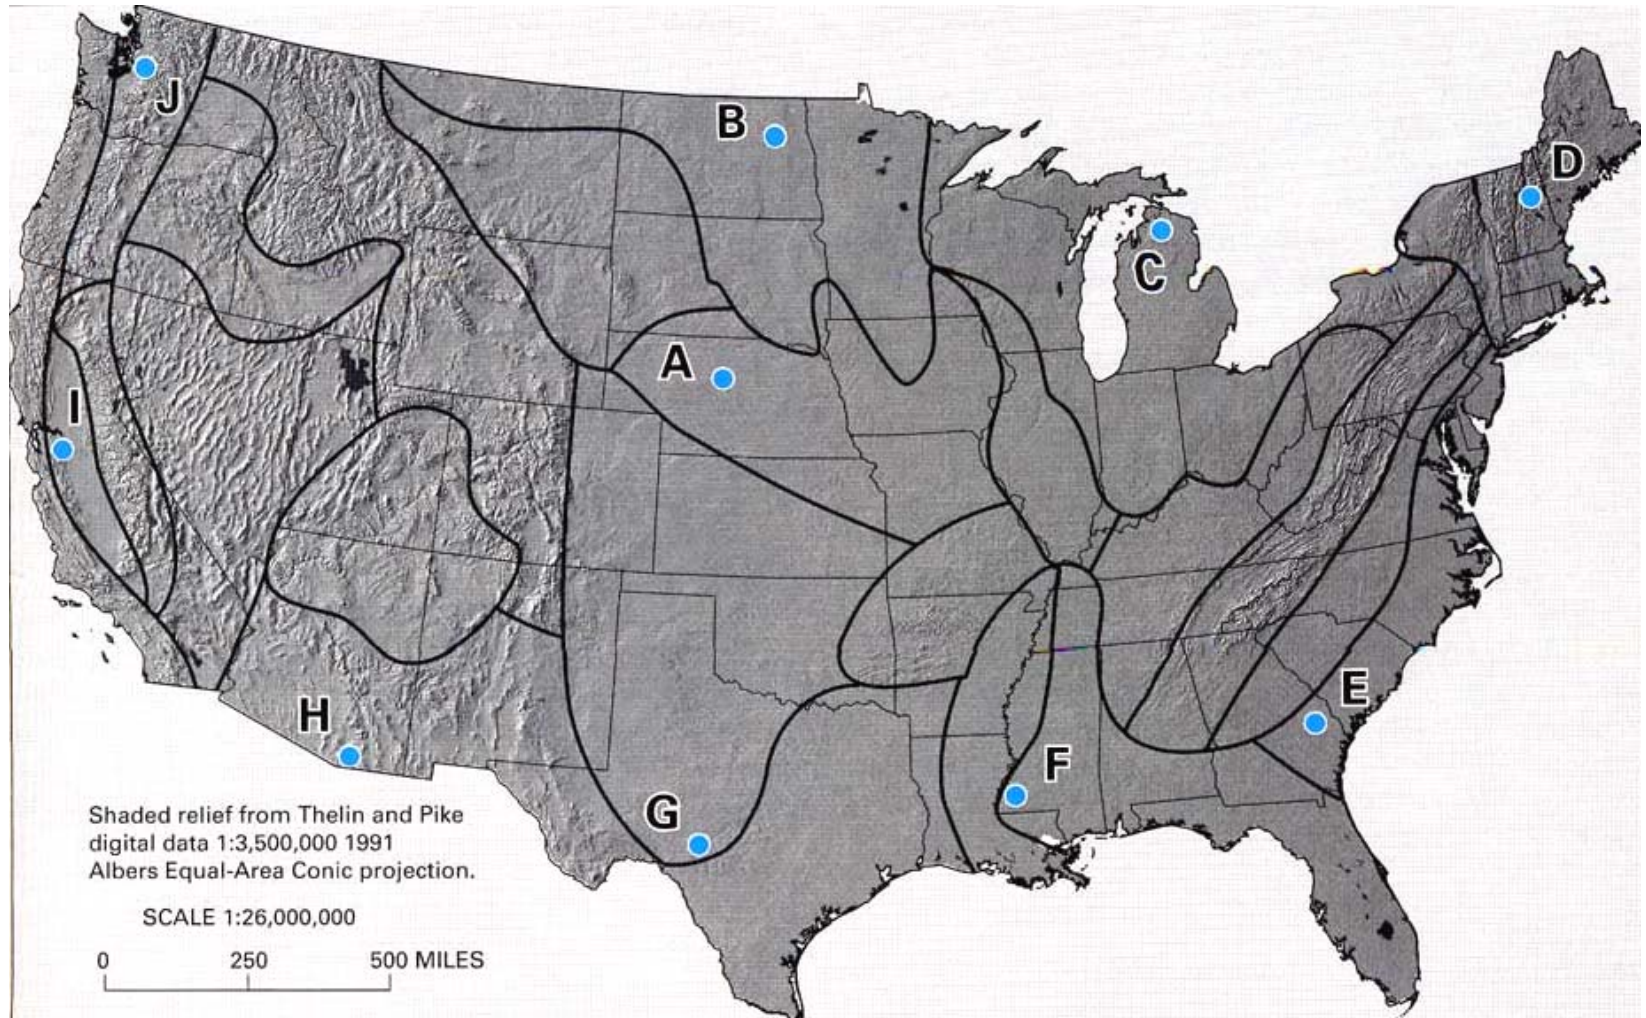 J
B
D
C
A
I
E
H
F
G
Shaded relief from Thelin and Pike
digital data 1:3,500,000 1991
Albers Equal-Area Conic projection.
SCALE 1:26,000,000
0 250 500 MILES